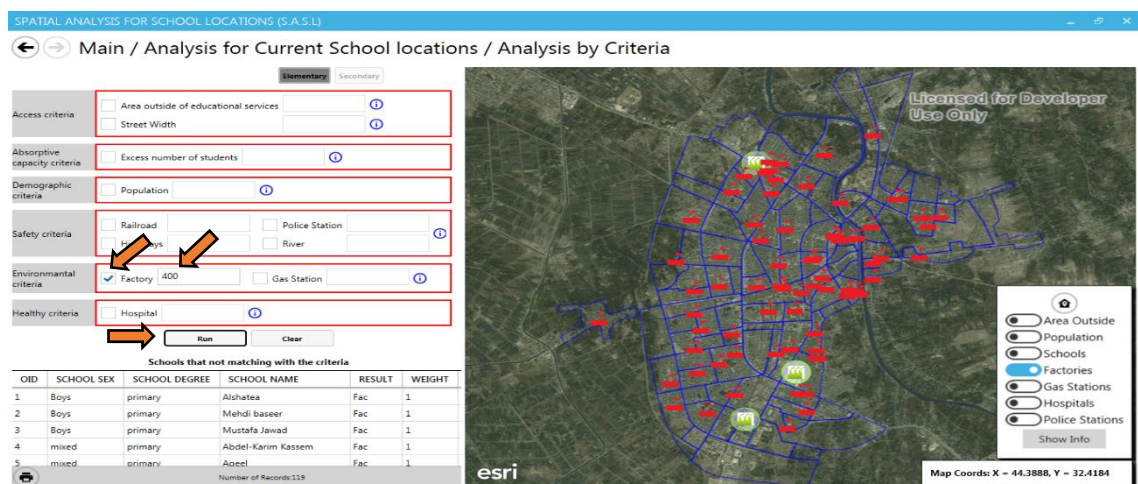 SPATIAL ANALYSIS FOR SCHOOL LOCATIONS (S.A.S.L)
Main / Analysis for Current School locations / Analysis by Criteria
Elementary Secondary
Access criteria
Area outside of educational services
Street Width
Absorptive capacity criteria
Excess number of students
Demographic criteria
Population
Safety criteria
Railroad
Police Station
River
Environmantal criteria
Factory 400
Gas Station
Healthy criteria
Hospital
Run Clear
Schools that not matching with the criteria
OID SCHOOL SEX SCHOOL DEGREE SCHOOL NAME RESULT WEIGHT
1 Boys primary Alshatea Fac 1
2 Boys primary Mehdi baseer Fac 1
3 Boys primary Mustafa Jawad Fac 1
4 mixed primary Abdel-Karim Kassem Fac 1
5 mixed primary Aqeel Fac 1
Number of Records:119
Licensed for Developer
Use Only
Area Outside
Population
Schools
Factories
Gas Stations
Hospitals
Police Stations
Show Info
esri
Map Coords: X = 44.3888, Y = 32.4184